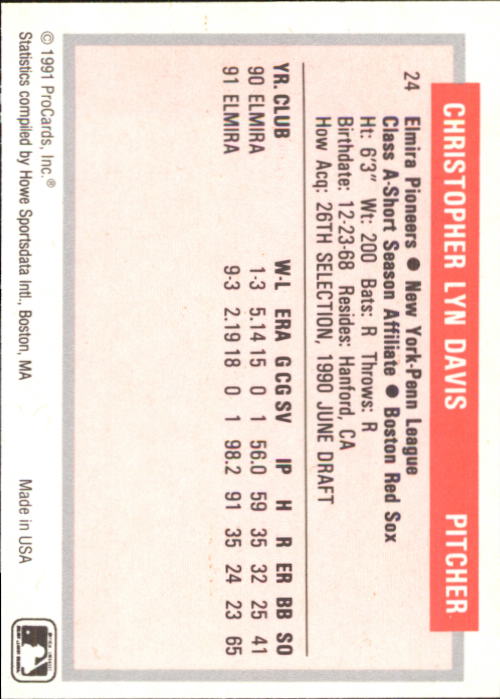 CHRISTOPHER LYN DAVIS PITCHER
24 Elmira Pioneers ● New York-Penn League
Class A-Short Season Affiliate ● Boston Red Sox
Ht: 6'3" Wt: 200 Bats: R Throws: R
Birthdate: 12-23-68 Resides: Hanford, CA
How Acq: 26TH SELECTION, 1990 JUNE DRAFT
YR. CLUB W-L ERA G CG SV IP H R ER BB SO
90 ELMIRA 1-3 5.14 15 0 1 56.0 59 35 32 25 41
91 ELMIRA 9-3 2.19 18 0 1 98.2 91 35 24 23 65
© 1991 ProCards, Inc.®
Statistics compiled by Howe Sportsdata Intl., Boston, MA Made in USA